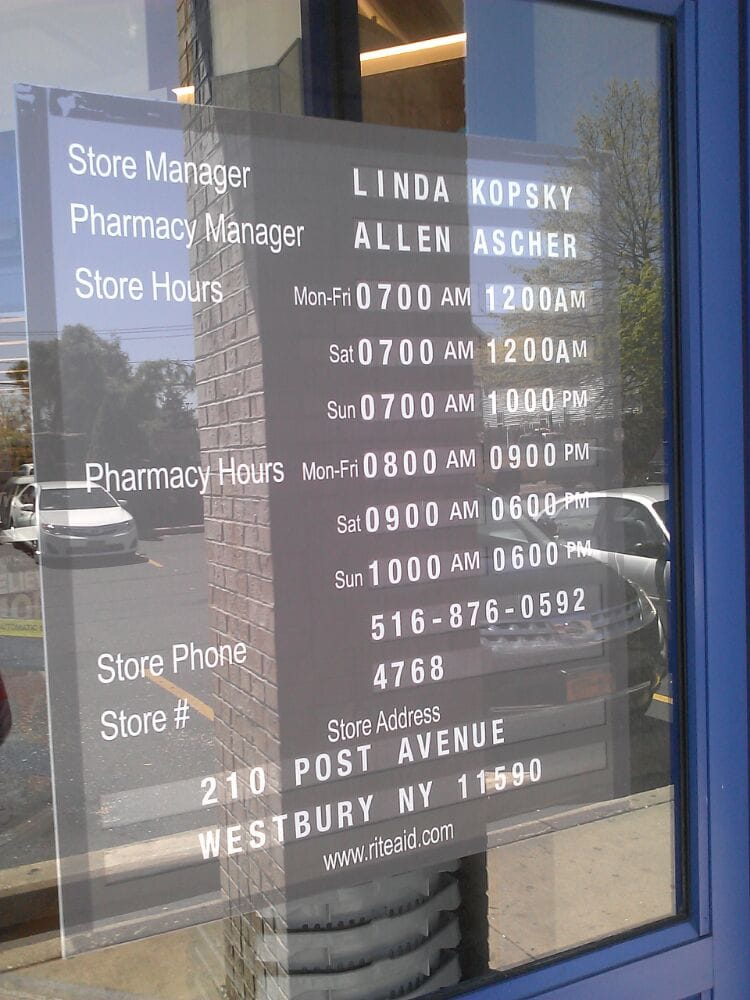 Store Manager LINDA KOPSKY
Pharmacy Manager ALLEN ASCHER
Store Hours Mon-Fri 0700 AM 1200AM
Sat 0700 AM 1200AM
Sun 0700 AM 1000 PM
Pharmacy Hours Mon-Fri 0800 AM 0900 PM
Sat 0900 AM 0600 PM
Sun 1000 AM 0600 PM
Store Phone 516-876-0592
Store # 4768
Store Address
210 POST AVENUE
WESTBURY NY 11590
www.riteaid.com